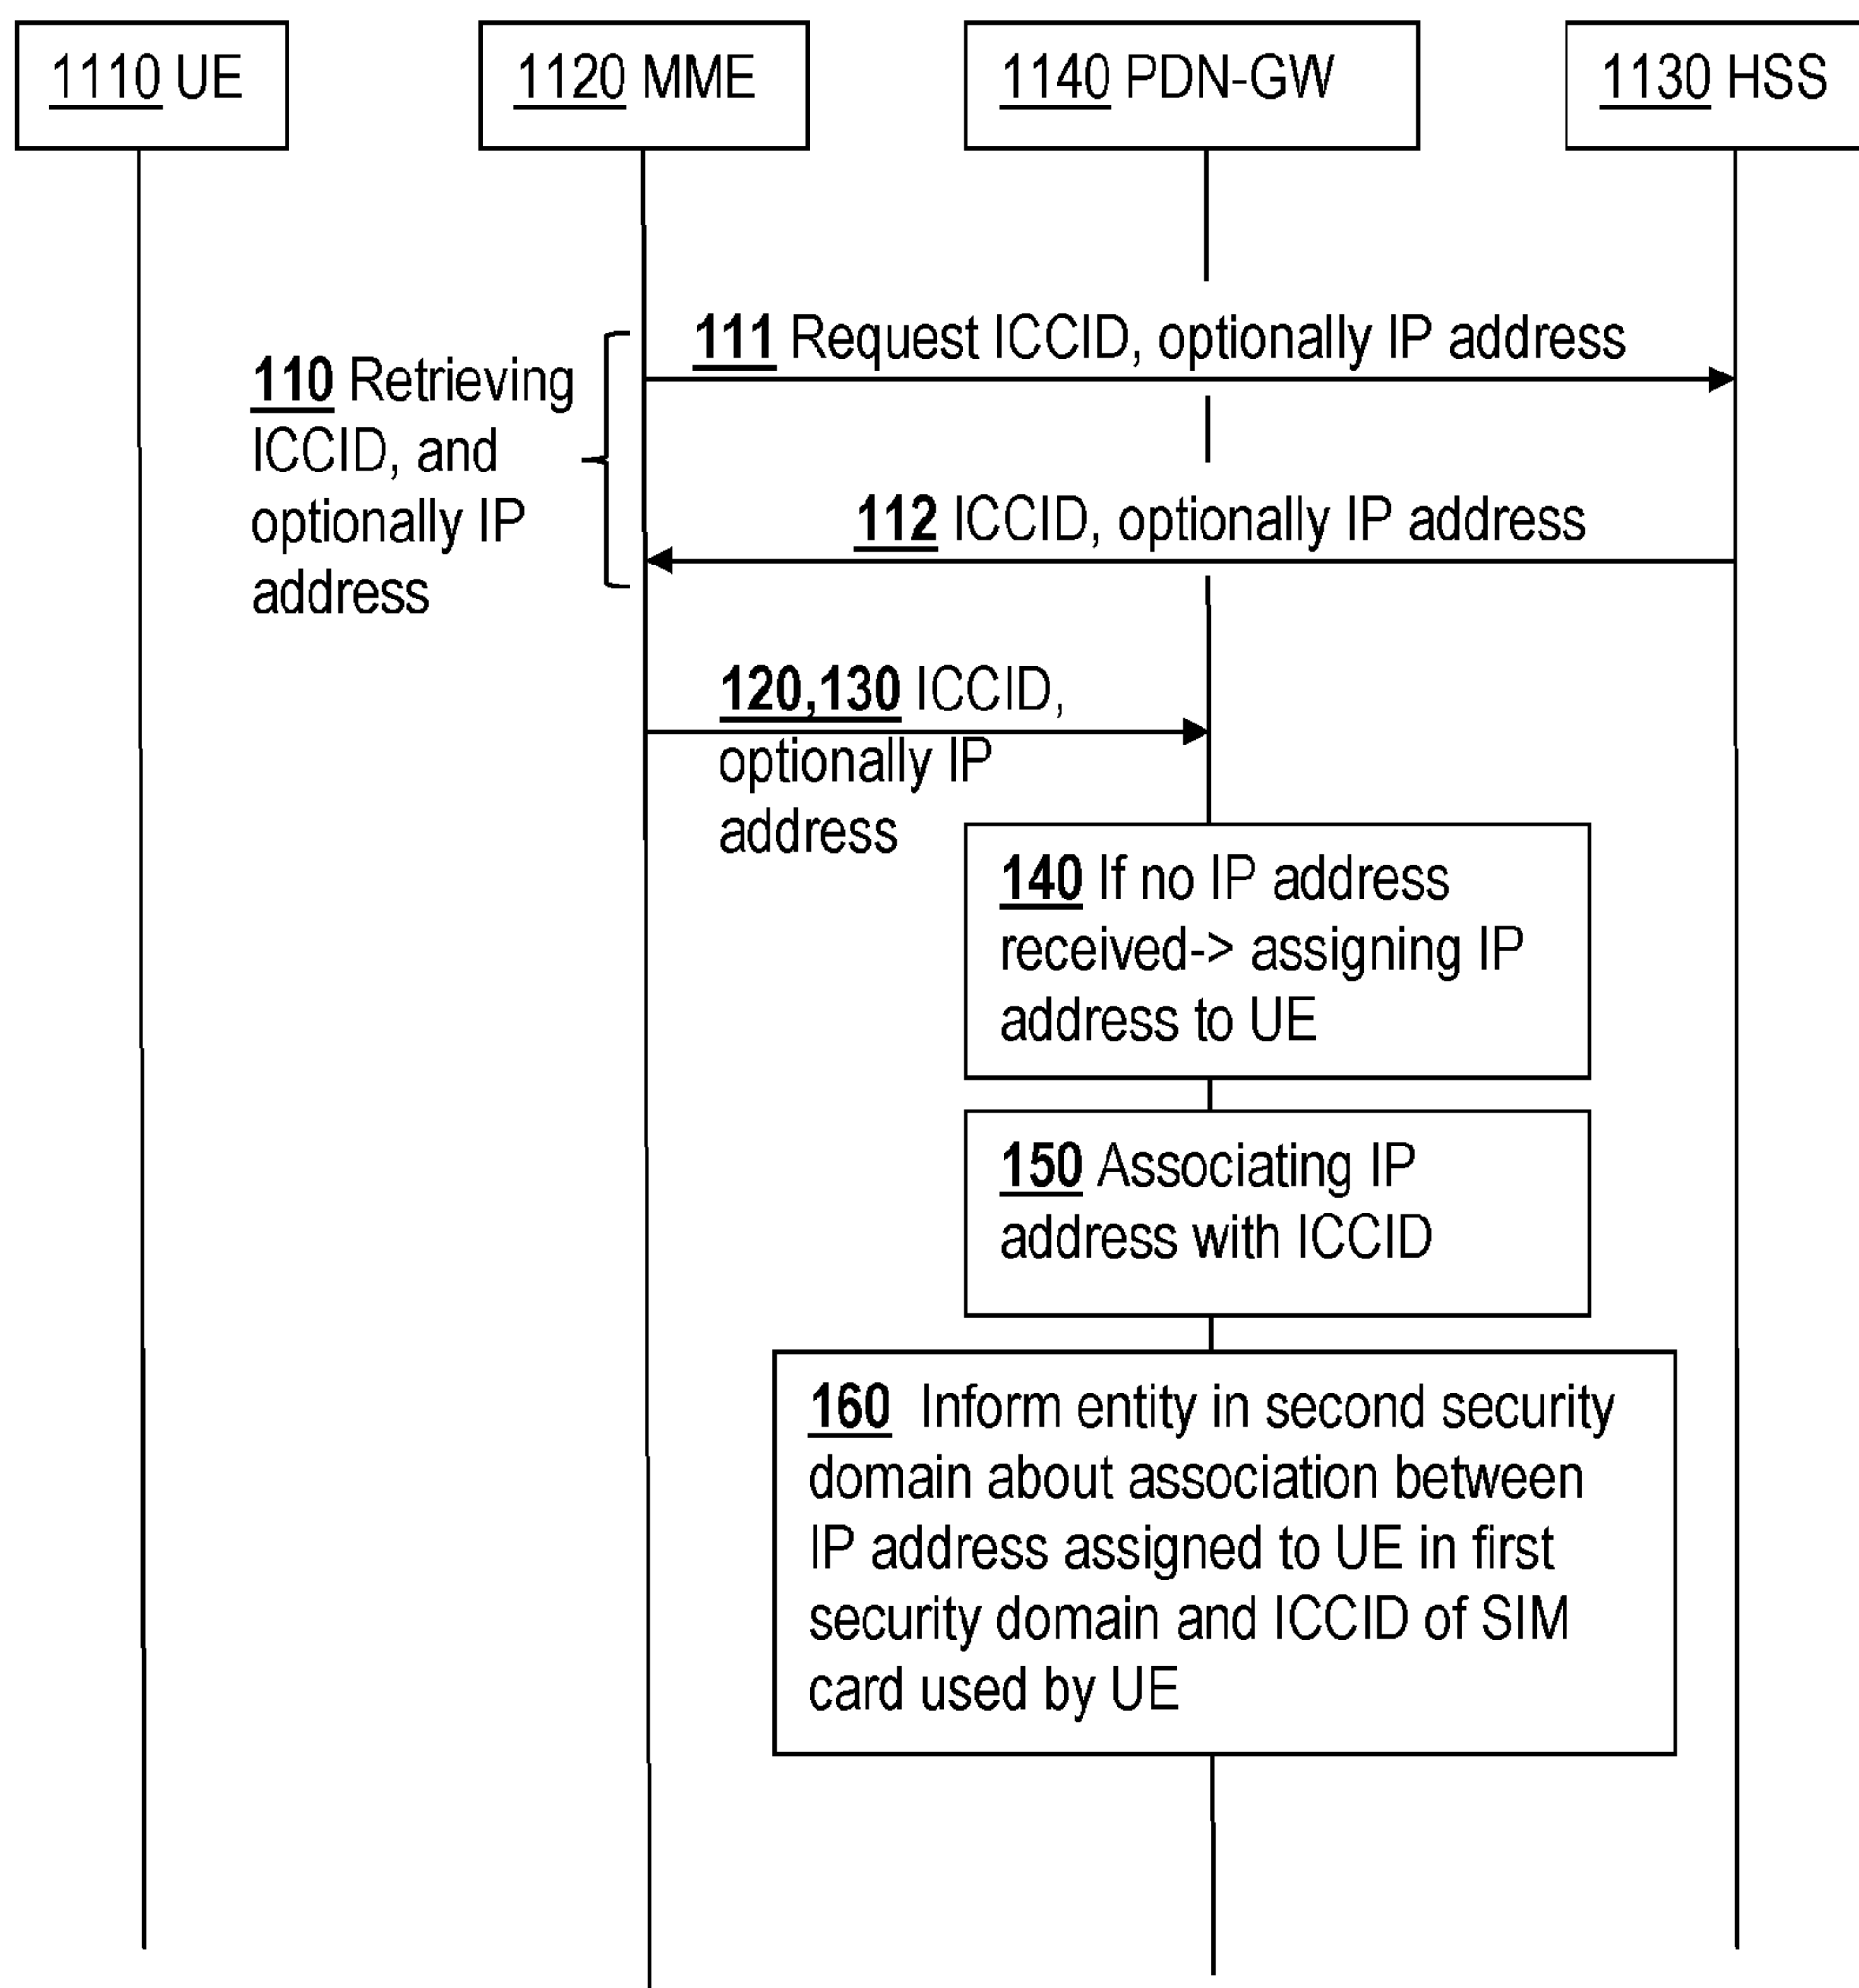 1110 UE
1120 MME
1140 PDN-GW
1130 HSS
111 Request ICCID, optionally IP address
110 Retrieving
ICCID, and
optionally IP
address
112 ICCID, optionally IP address
120,130 ICCID,
optionally IP
address
140 If no IP address
received-> assigning IP
address to UE
150 Associating IP
address with ICCID
160 Inform entity in second security
domain about association between
IP address assigned to UE in first
security domain and ICCID of SIM
card used by UE